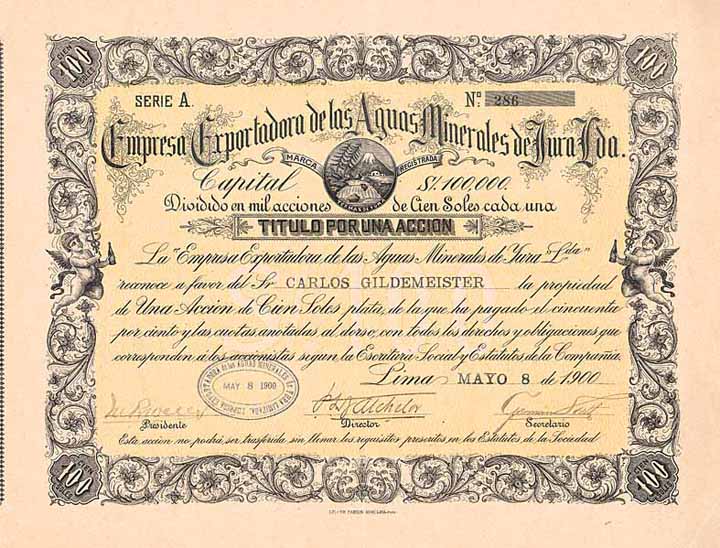 CIEN 100
CIEN 100
SERIE A. Nº 286
Empresa Exportadora de las Aguas Minerales de Jura Lda.
MARCA REGISTRADA
Capital S/. 100,000.
Dividido en mil acciones de Cien Soles cada una
TITULO POR UNA ACCION
La "Empresa Exportadora de las Aguas Minerales de Jura" Lda
reconoce a favor del Sr CARLOS GILDEMEISTER la propiedad
de Una Accion de Cien Soles plata, de la que ha pagado el cincuenta
por ciento y las cuotas anotadas al dorso, con todos los derechos y obligaciones que
corresponden á los accionistas segun la Escritura Social y Estatutos de la Compañia.
Lima MAYO 8 de 1900
MAY 8 1900
Presidente Director Secretario
Esta accion no podrá ser trasferida sin llenar los requisitos prescritos en los Estatutos de la Sociedad
100
100